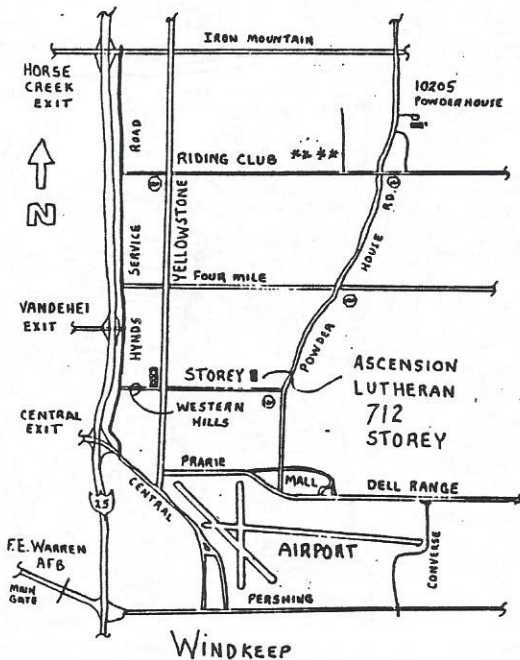 IRON MOUNTAIN
HORSE
CREEK
EXIT
10205
POWDERHOUSE
ROAD
RIDING CLUB ** **
N
YELLOWSTONE
SERVICE
HOUSE RD.
FOUR MILE
VANDEHEI
EXIT
HYNDS
POWDER
STOREY
ASCENSION
LUTHERAN
712
STOREY
WESTERN
HILLS
CENTRAL
EXIT
PRARIE
MALL
DELL RANGE
CENTRAL
25
AIRPORT
CONVERSE
F.E. WARREN
AFB
MAIN
GATE
PERSHING
WINDKEEP